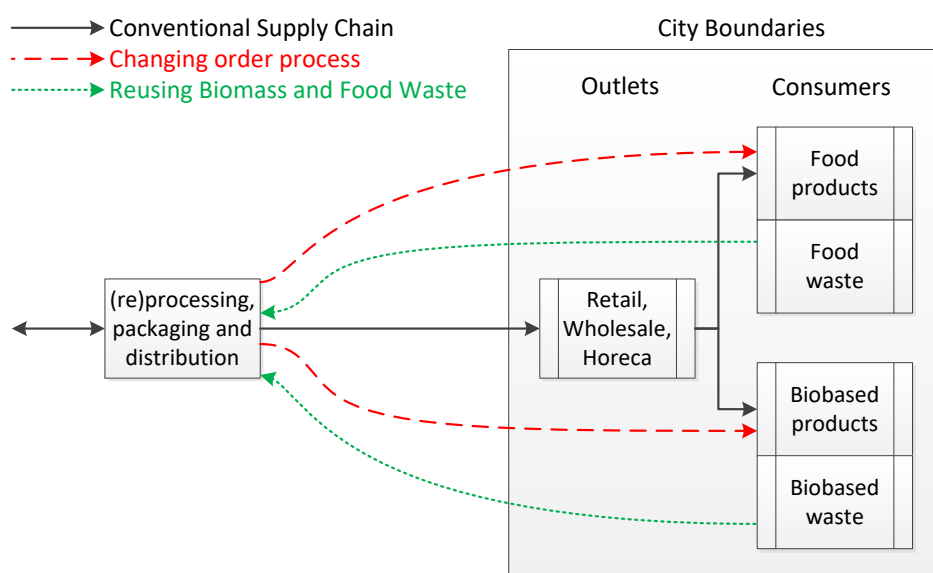 Conventional Supply Chain
Changing order process
Reusing Biomass and Food Waste
City Boundaries
Outlets
Consumers
Food
products
Food
waste
(re)processing,
packaging and
distribution
Retail,
Wholesale,
Horeca
Biobased
products
Biobased
waste